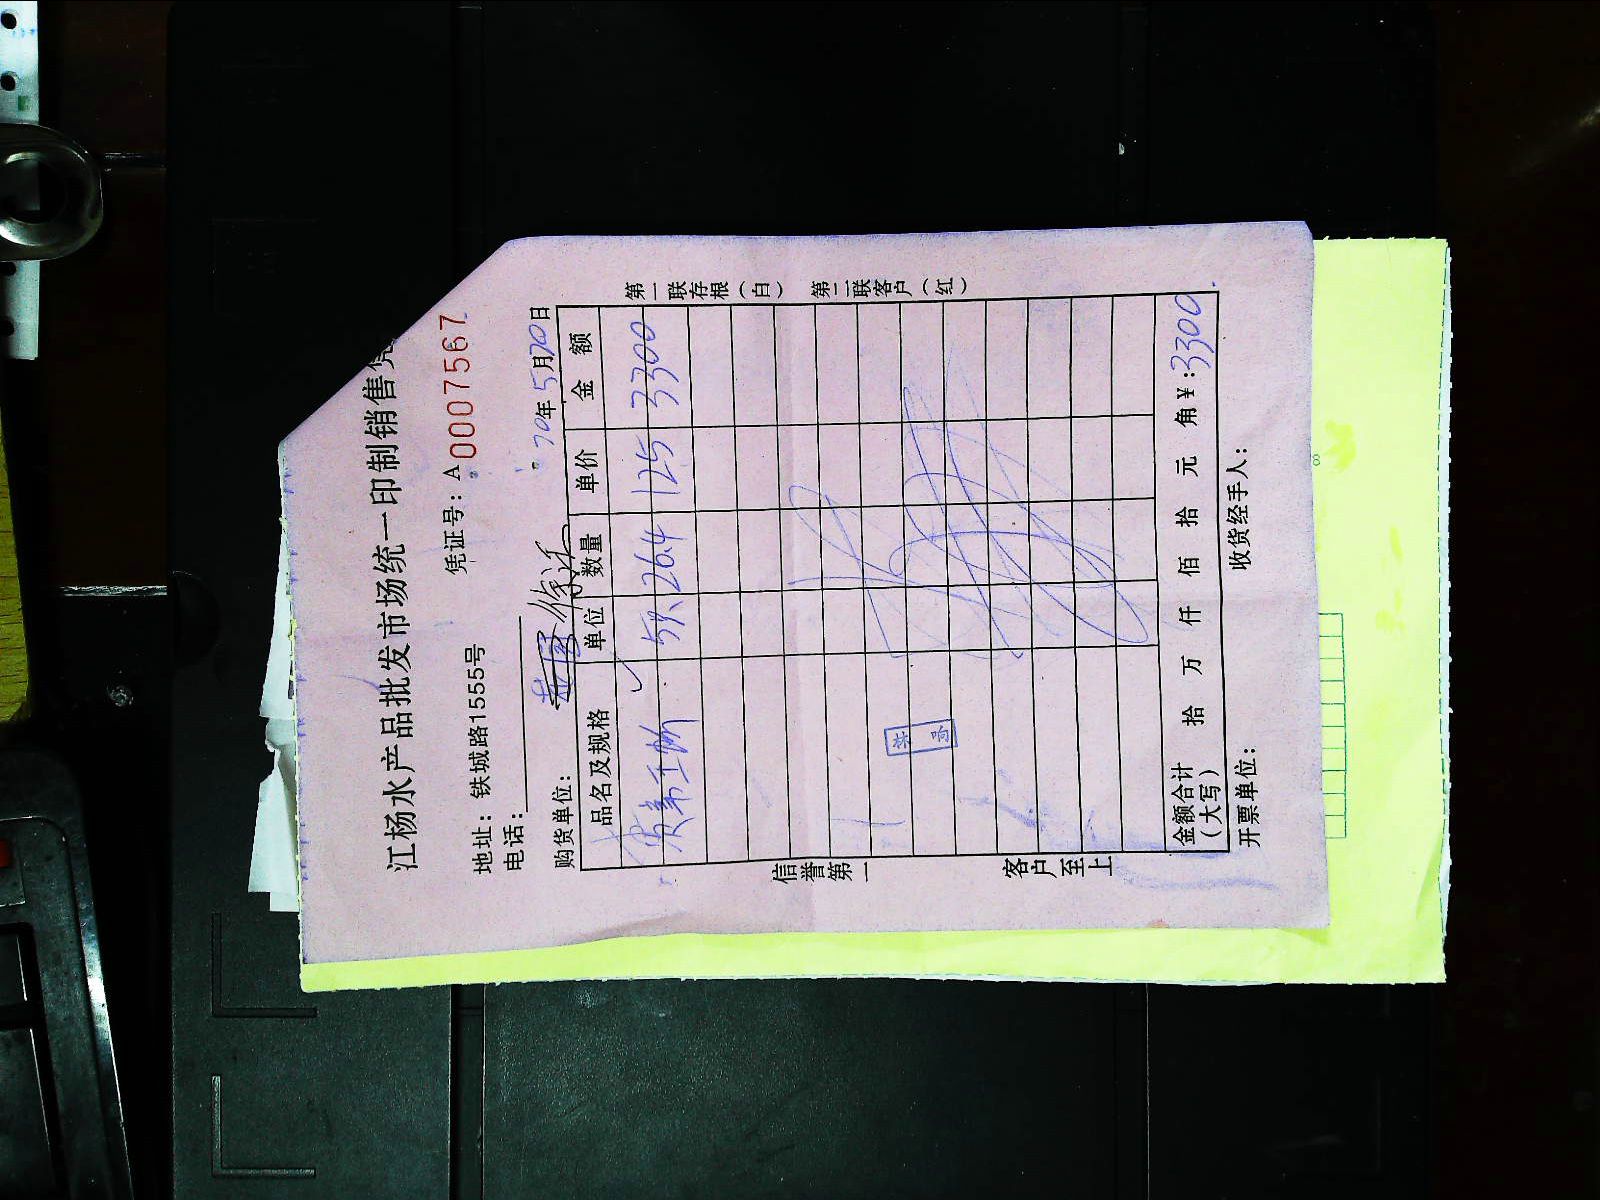 江杨水产品批发市场统一印制销售
凭证号：A 0007567
地址：铁城路1555号
电话：
购货单位：
年5月20日
品名及规格 单位 数量 单价 金额
26.4 125 3300
第一联存根（白） 第二联客户（红）
信誉第一 客户至上
金额合计（大写） 拾 万 仟 佰 拾 元 角 ¥：3300
开票单位： 收货经手人：